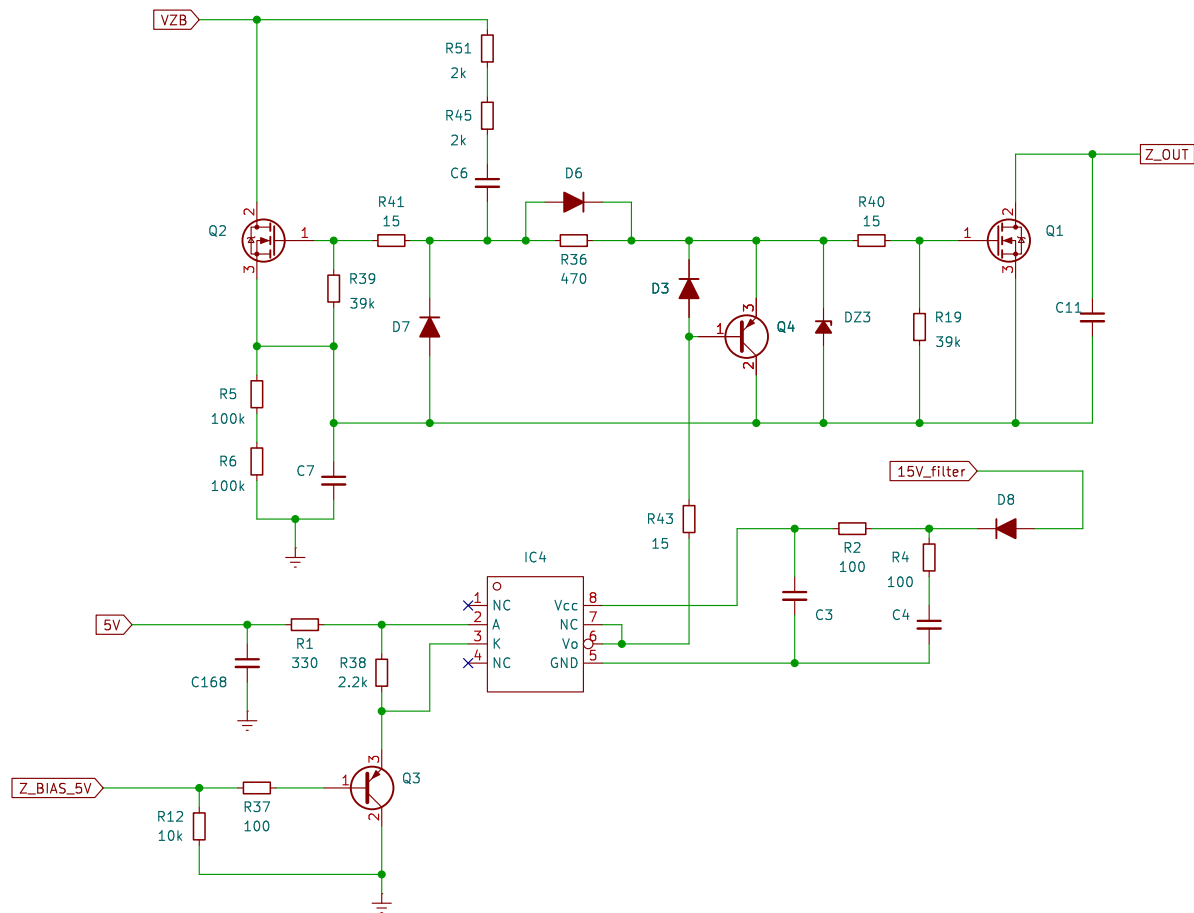 VZB
R51
2k
R45
2k
C6
D6
Z_OUT
R41
15
R40
15
2
Q2
1
3
R36
470
2
Q1
1
3
R39
39k
D7
D3
3
Q4
1
2
DZ3
R19
39k
C11
R5
100k
R6
100k
C7
15V_filter
D8
R43
15
R2
100
R4
100
IC4
C3
C4
1 NC
2 A
3 K
4 NC
Vcc 8
NC 7
Vo 6
GND 5
5V
R1
330
R38
2.2k
C168
3
Q3
1
2
Z_BIAS_5V
R37
100
R12
10k